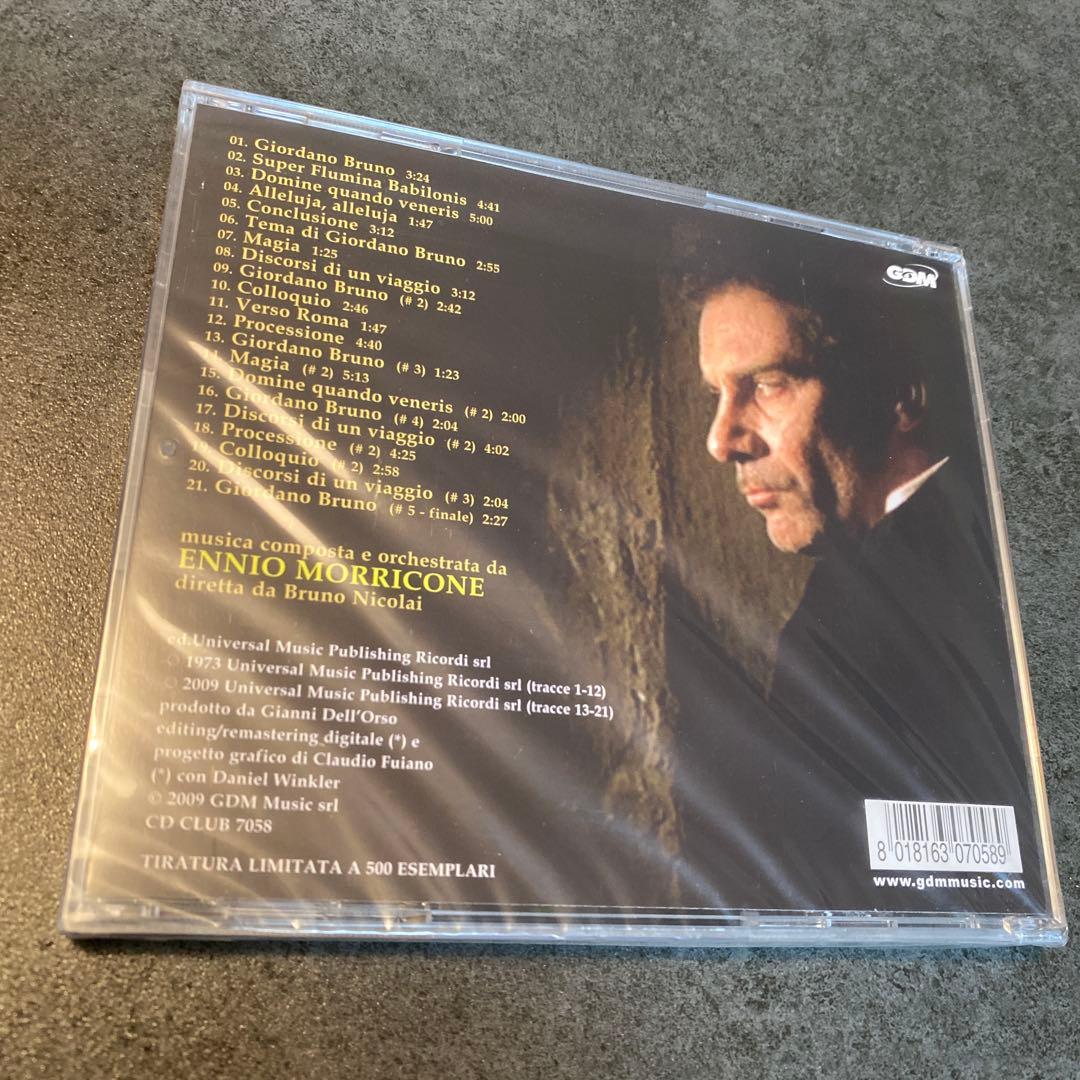 01. Giordano Bruno 3:24
02. Super Flumina Babilonis 4:41
03. Domine quando veneris 5:00
04. Alleluja, alleluja 1:47
05. Conclusione 3:12
06. Tema di Giordano Bruno 2:55
07. Magia 1:25
08. Discorsi di un viaggio 3:12
09. Giordano Bruno (# 2) 2:42
10. Colloquio 2:46
11. Verso Roma 1:47
12. Processione 4:40
13. Giordano Bruno (# 3) 1:23
14. Magia (# 2) 5:13
15. Domine quando veneris (# 2) 2:00
16. Giordano Bruno (# 4) 2:04
17. Discorsi di un viaggio (# 2) 4:02
18. Processione (# 2) 4:25
19. Colloquio (# 2) 2:58
20. Discorsi di un viaggio (# 3) 2:04
21. Giordano Bruno (# 5 - finale) 2:27
musica composta e orchestrata da
ENNIO MORRICONE
diretta da Bruno Nicolai
ed.Universal Music Publishing Ricordi srl
℗ 1973 Universal Music Publishing Ricordi srl (tracce 1-12)
℗ 2009 Universal Music Publishing Ricordi srl (tracce 13-21)
prodotto da Gianni Dell'Orso
editing/remastering digitale (*) e
progetto grafico di Claudio Fuiano
(*) con Daniel Winkler
© 2009 GDM Music srl
CD CLUB 7058
TIRATURA LIMITATA A 500 ESEMPLARI
GDM
8 018163 070589
www.gdmmusic.com